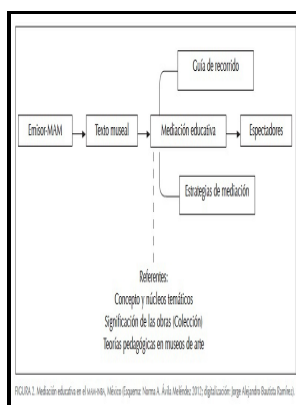 Guía de recorrido
Emisor-MAM
Texto museal
Mediación educativa
Espectadores
Estrategias de mediación
Referentes:
Concepto y núcleos temáticos
Significación de las obras (Colección)
Teorías pedagógicas en museos de arte
FIGURA 2. Mediación educativa en el MAM-INBA, México (Esquema: Norma A. Ávila Meléndez 2012; digitalización: Jorge Alejandro Bautista Ramírez).